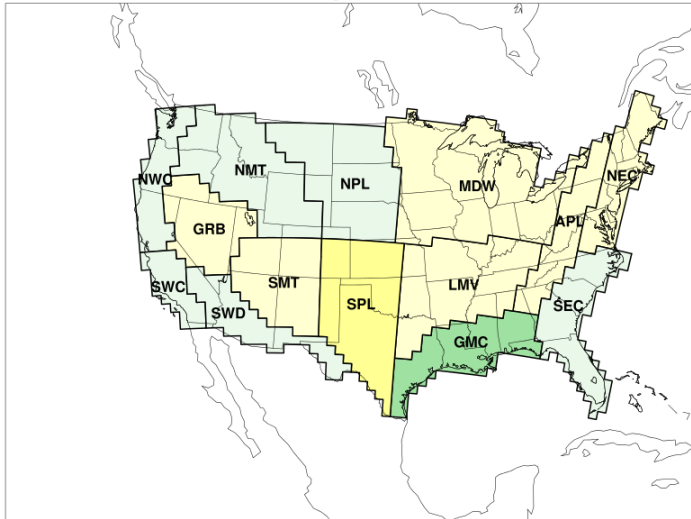 NWC
NMT
NPL
MDW
NEC
APL
GRB
SWC
SWD
SMT
SPL
LMV
SEC
GMC